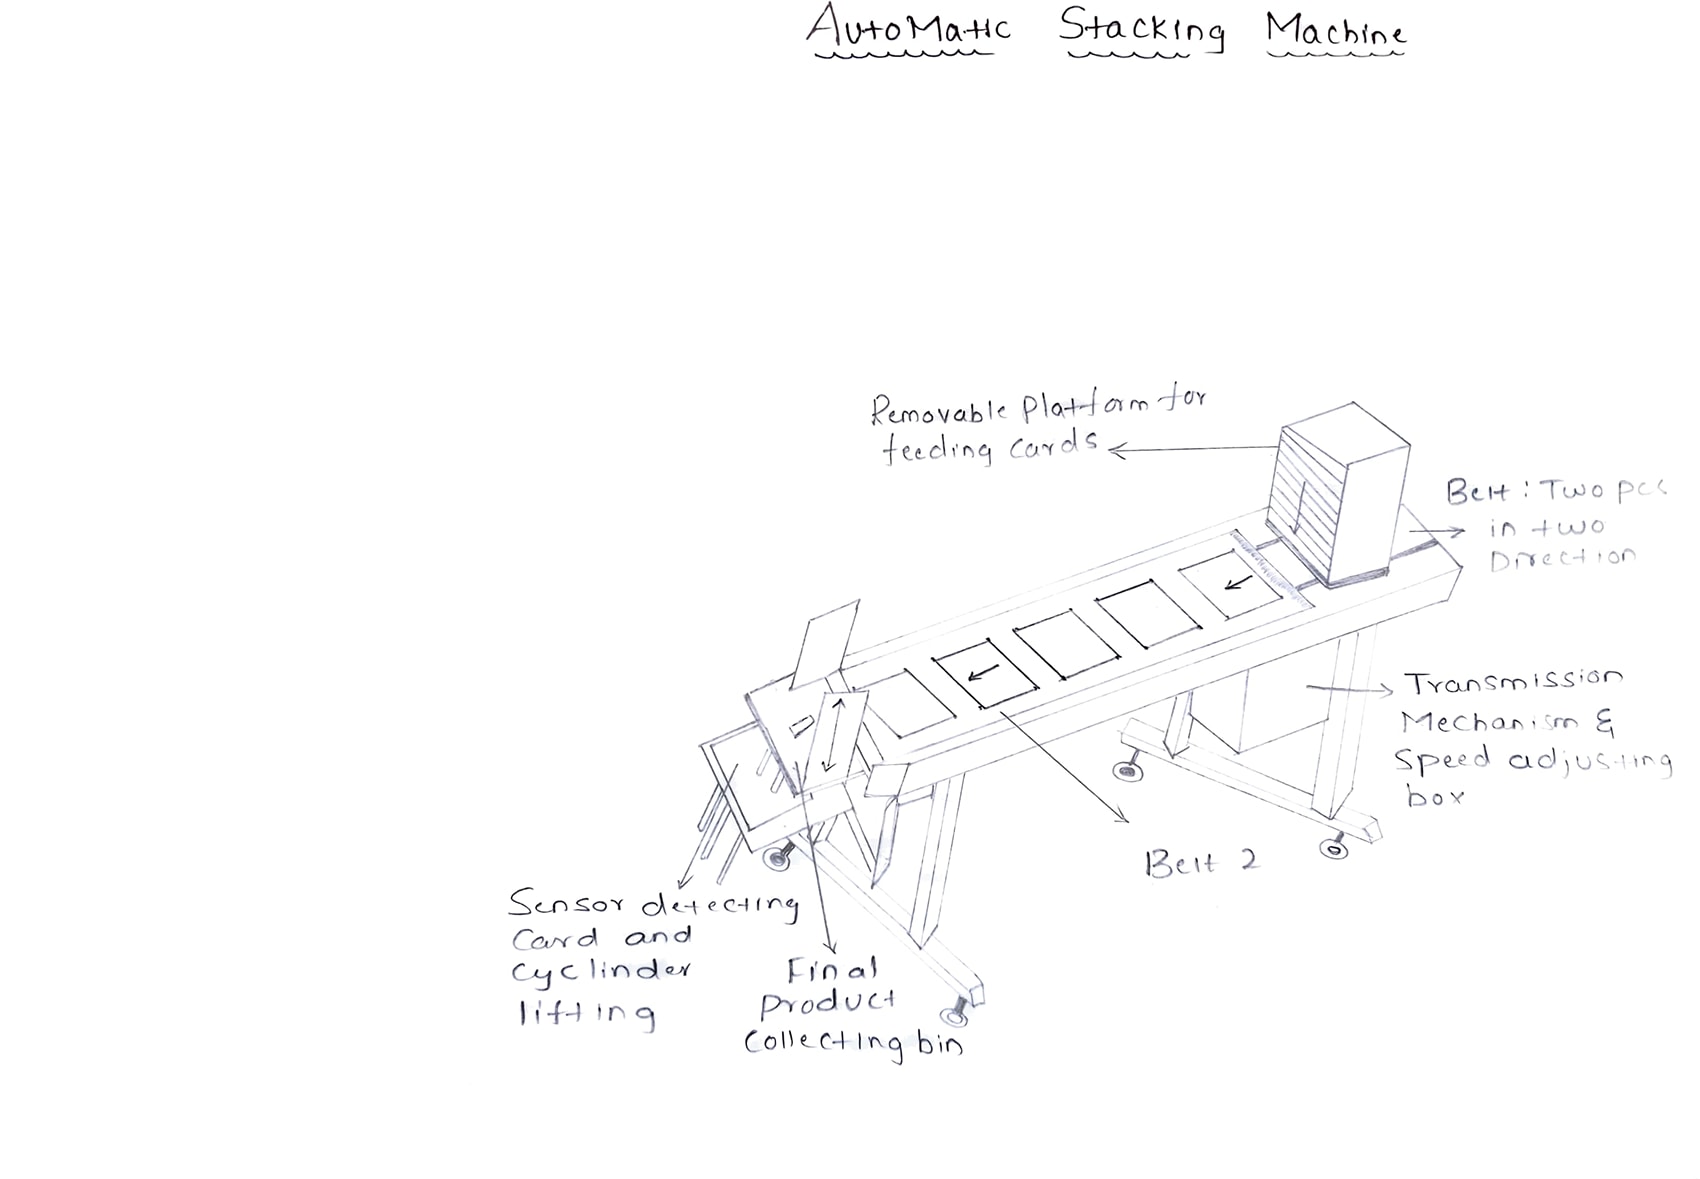 AutoMatic Stacking Machine
Removable Platform for
feeding cards
Belt : Two pcs
in two
Direction
Transmission
Mechanism &
Speed adjusting
box
Belt 2
Sensor detecting
Card and
cyclinder
lifting
Final
product
collecting bin